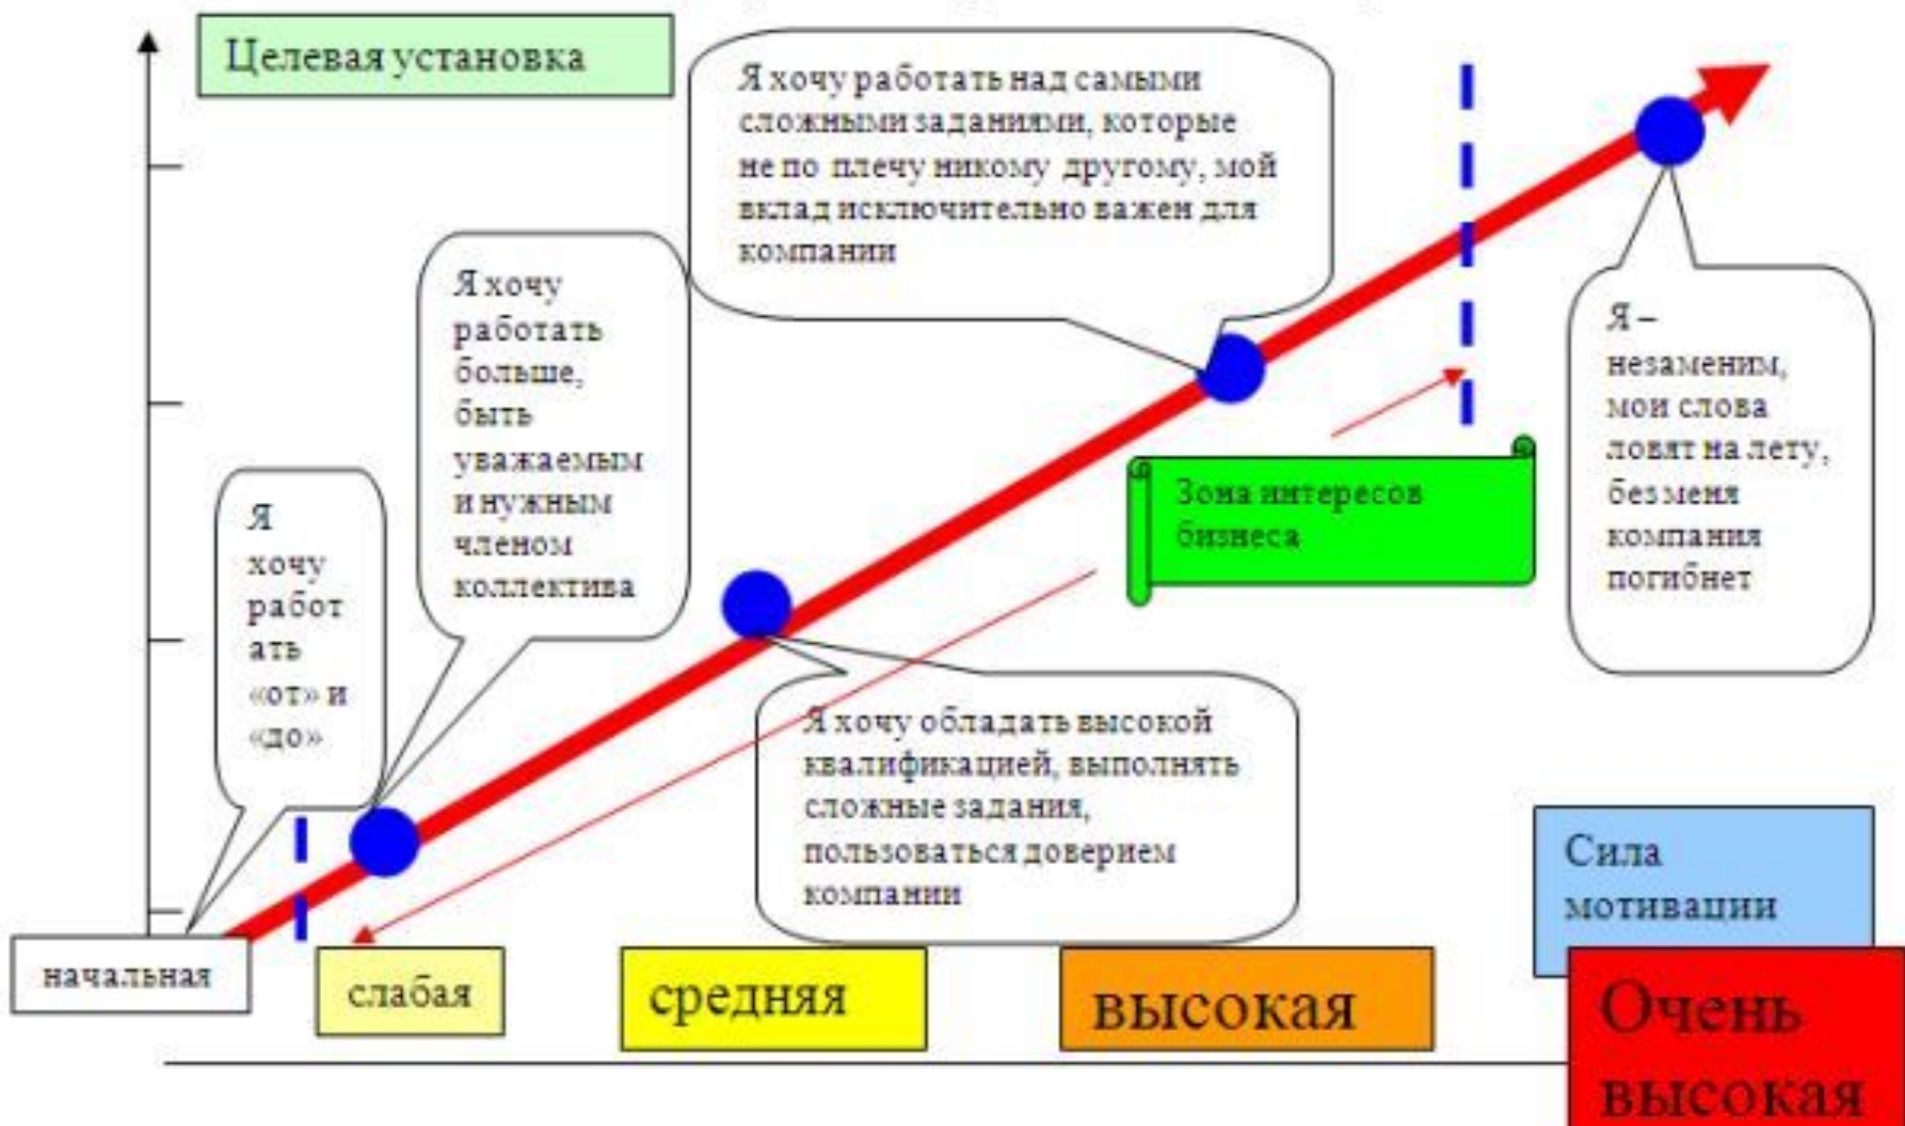 Целевая установка
Я хочу работать над самыми
сложными заданиями, которые
не по плечу никому другому, мой
вклад исключительно важен для
компании
Я хочу
работать
больше,
быть
уважаемым
и нужным
членом
коллектива
Я –
незаменим,
мои слова
ловят на лету,
без меня
компания
погибнет
Я
хочу
работ
ать
«от» и
«до»
Зона интересов
бизнеса
Я хочу обладать высокой
квалификацией, выполнять
сложные задания,
пользоваться доверием
компании
Сила
мотивации
начальная
слабая
средняя
высокая
Очень
высокая